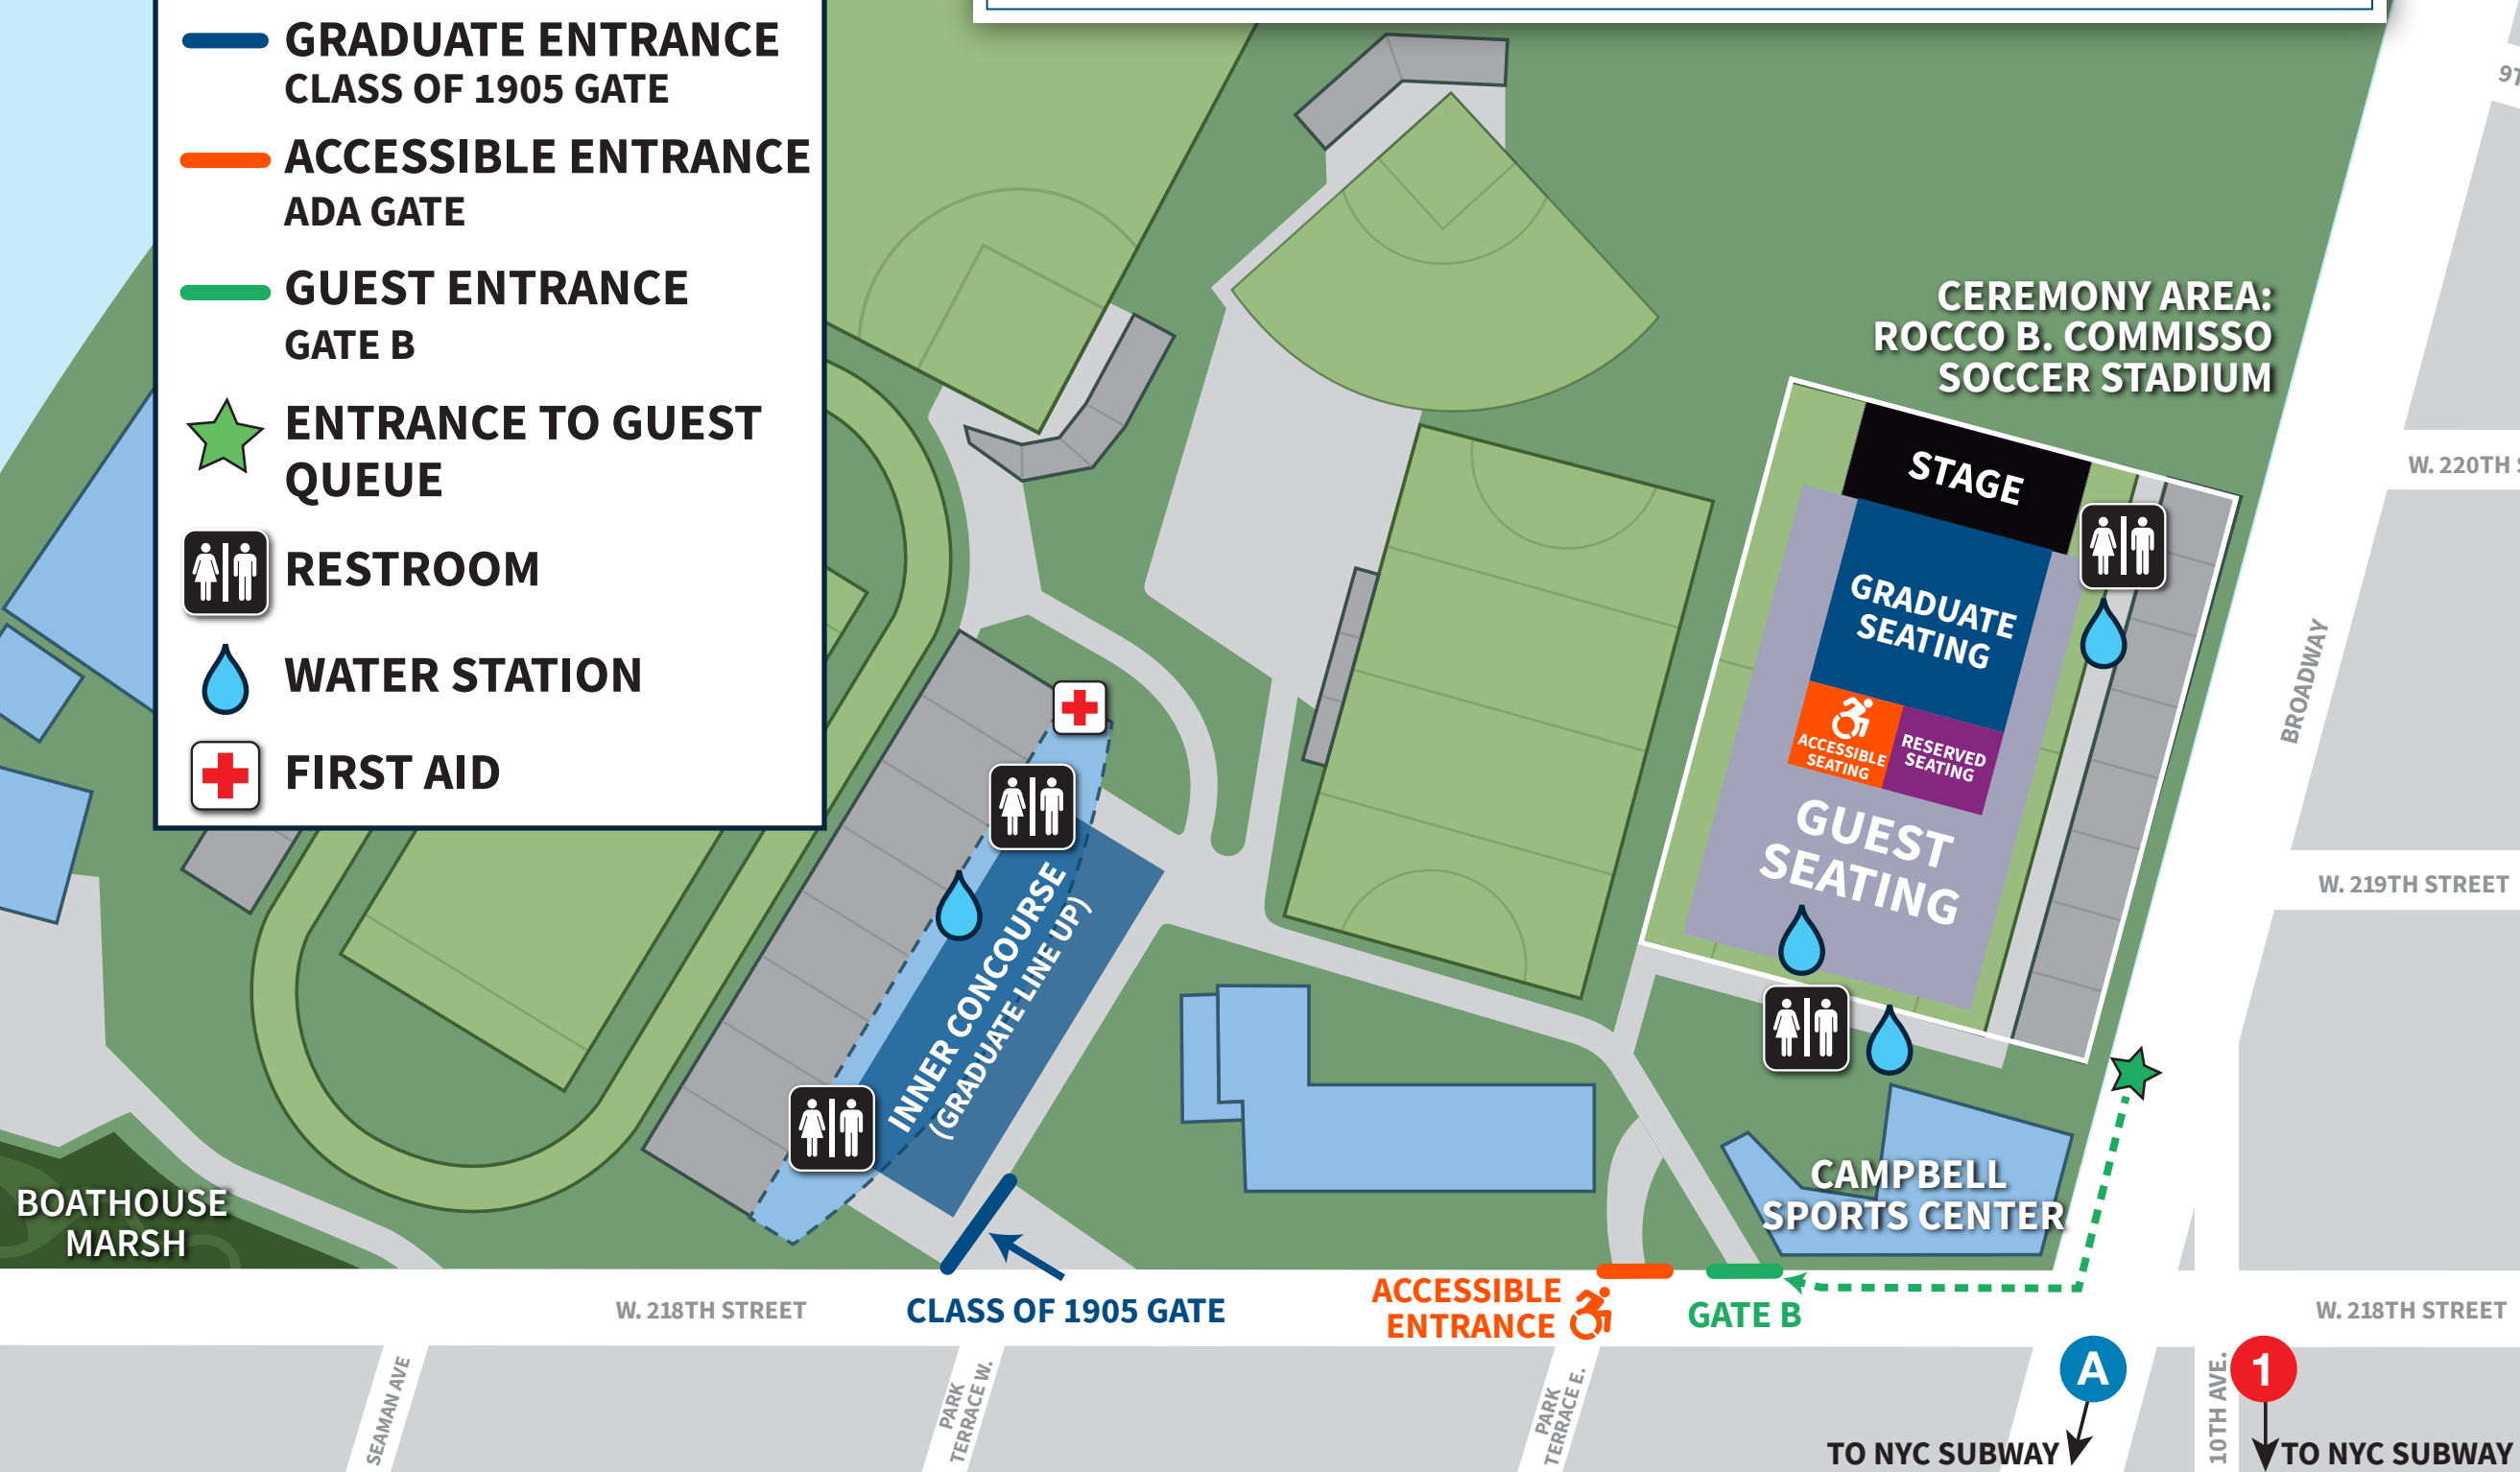 GRADUATE ENTRANCE
CLASS OF 1905 GATE
ACCESSIBLE ENTRANCE
ADA GATE
GUEST ENTRANCE
GATE B
ENTRANCE TO GUEST
QUEUE
RESTROOM
WATER STATION
FIRST AID
CEREMONY AREA:
ROCCO B. COMMISSO
SOCCER STADIUM
STAGE
GRADUATE
SEATING
ACCESSIBLE
SEATING
RESERVED
SEATING
GUEST
SEATING
W. 220TH
BROADWAY
W. 219TH STREET
INNER CONCOURSE
(GRADUATE LINE UP)
CAMPBELL
SPORTS CENTER
BOATHOUSE
MARSH
W. 218TH STREET
CLASS OF 1905 GATE
ACCESSIBLE
ENTRANCE
GATE B
W. 218TH STREET
SEAMAN AVE
PARK
TERRACE W.
PARK
TERRACE E.
A
10TH AVE.
1
TO NYC SUBWAY
TO NYC SUBWAY